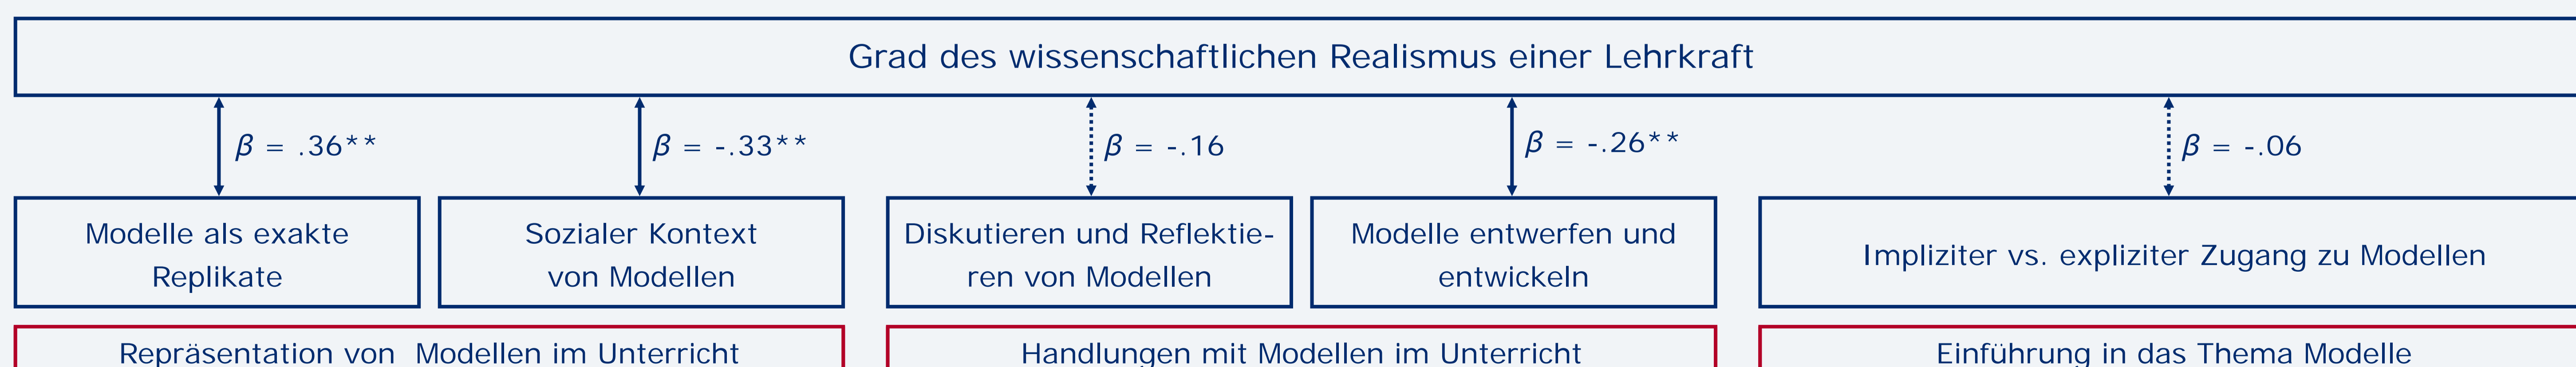 Grad des wissenschaftlichen Realismus einer Lehrkraft
β = .36**
β = -.33**
β = -.16
β = -.26**
β = -.06
Modelle als exakte
Replikate
Sozialer Kontext
von Modellen
Diskutieren und Reflektie-
ren von Modellen
Modelle entwerfen und
entwickeln
Impliziter vs. expliziter Zugang zu Modellen
Repräsentation von Modellen im Unterricht
Handlungen mit Modellen im Unterricht
Einführung in das Thema Modelle